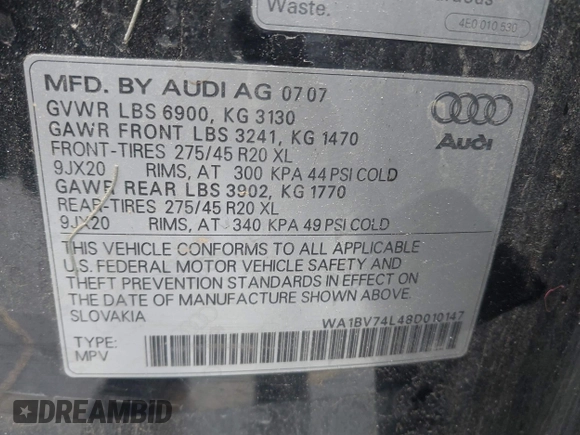 Waste.
4E0 010 530
MFD. BY AUDI AG 07 07
GVWR LBS 6900, KG 3130
GAWR FRONT LBS 3241, KG 1470
FRONT-TIRES 275/45 R20 XL
9JX20 RIMS, AT 300 KPA 44 PSI COLD
GAWR REAR LBS 3902, KG 1770
REAR-TIRES 275/45 R20 XL
9JX20 RIMS, AT 340 KPA 49 PSI COLD
Audi
THIS VEHICLE CONFORMS TO ALL APPLICABLE
U.S. FEDERAL MOTOR VEHICLE SAFETY AND
THEFT PREVENTION STANDARDS IN EFFECT ON
THE DATE OF MANUFACTURE SHOWN ABOVE.
SLOVAKIA
WA1BV74L48D010147
TYPE:
MPV
DREAMBID